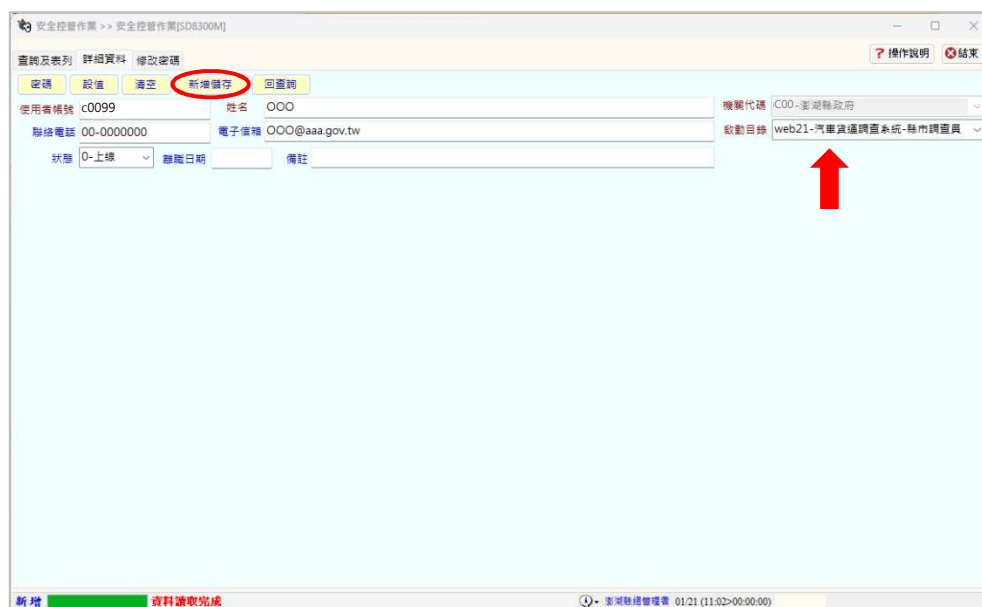 安全控管作業 >> 安全控管作業[SD8300M]
查詢及表列 詳細資料 修改密碼 ? 操作說明 結束
密碼 設值 清空 新增儲存 回查詢
使用者帳號 c0099 姓名 OOO 機關代碼 C00-澎湖縣政府
聯絡電話 00-0000000 電子信箱 OOO@aaa.gov.tw 啟動目錄 web21-汽車貨運調查系統-縣市調查員
狀態 0-上線 離職日期 備註
新增 資料讀取完成 澎湖縣總管理者 01/21 (11:02>00:00:00)